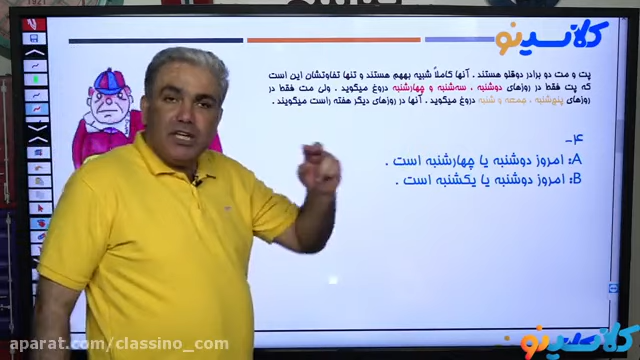 کلاسینو
پت و مت دو برادر دوقلو هستند . آنها کاملاً شبیه بههم هستند و تنها تفاوتشان این است
که پت فقط در روزهای دوشنبه ، سه‌شنبه و چهارشنبه دروغ میگوید . ولی مت فقط در
روزهای پنج‌شنبه ، جمعه و شنبه دروغ میگوید . آنها در روزهای دیگر هفته راست میگویند .
۴-
A: امروز دوشنبه یا چهارشنبه است .
B: امروز دوشنبه یا یکشنبه است .
کلاسینو
aparat.com/classino_com